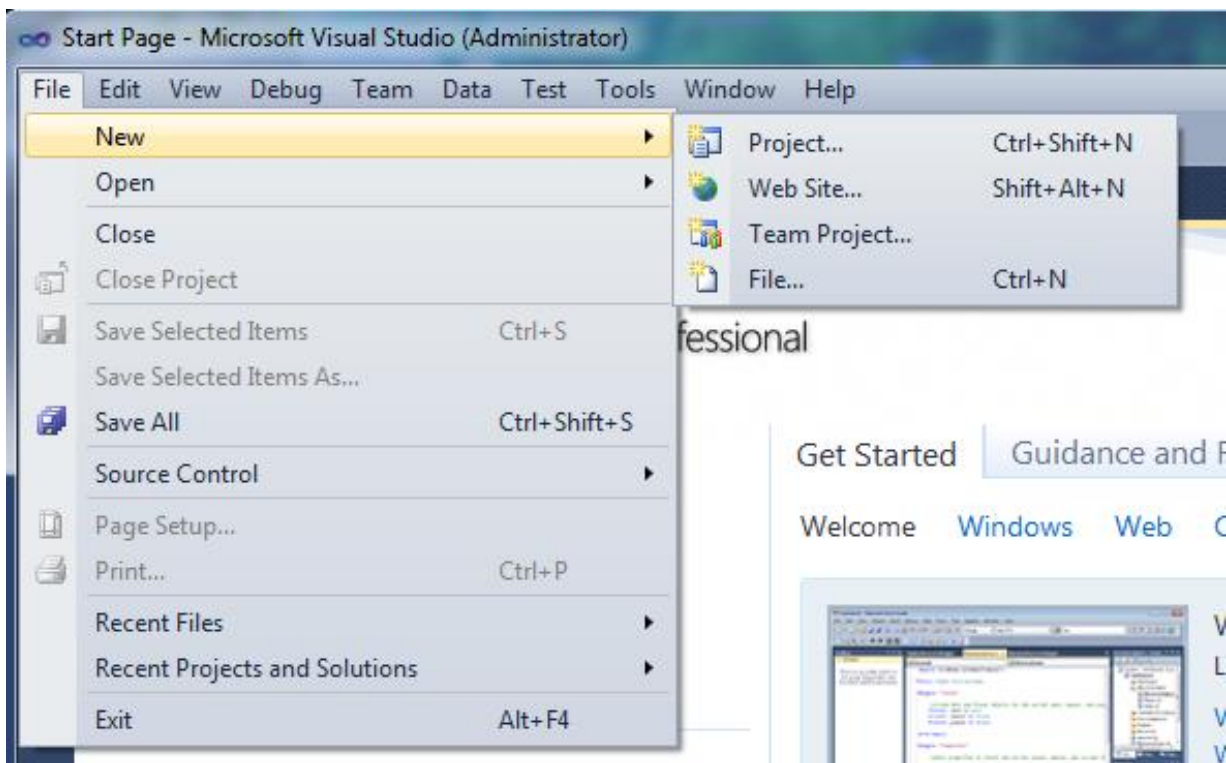 Start Page - Microsoft Visual Studio (Administrator)
File Edit View Debug Team Data Test Tools Window Help
New
Open
Close
Close Project
Save Selected Items Ctrl+S
Save Selected Items As...
Save All Ctrl+Shift+S
Source Control
Page Setup...
Print... Ctrl+P
Recent Files
Recent Projects and Solutions
Exit Alt+F4
Project... Ctrl+Shift+N
Web Site... Shift+Alt+N
Team Project...
File... Ctrl+N
fessional
Get Started Guidance and
Welcome Windows Web